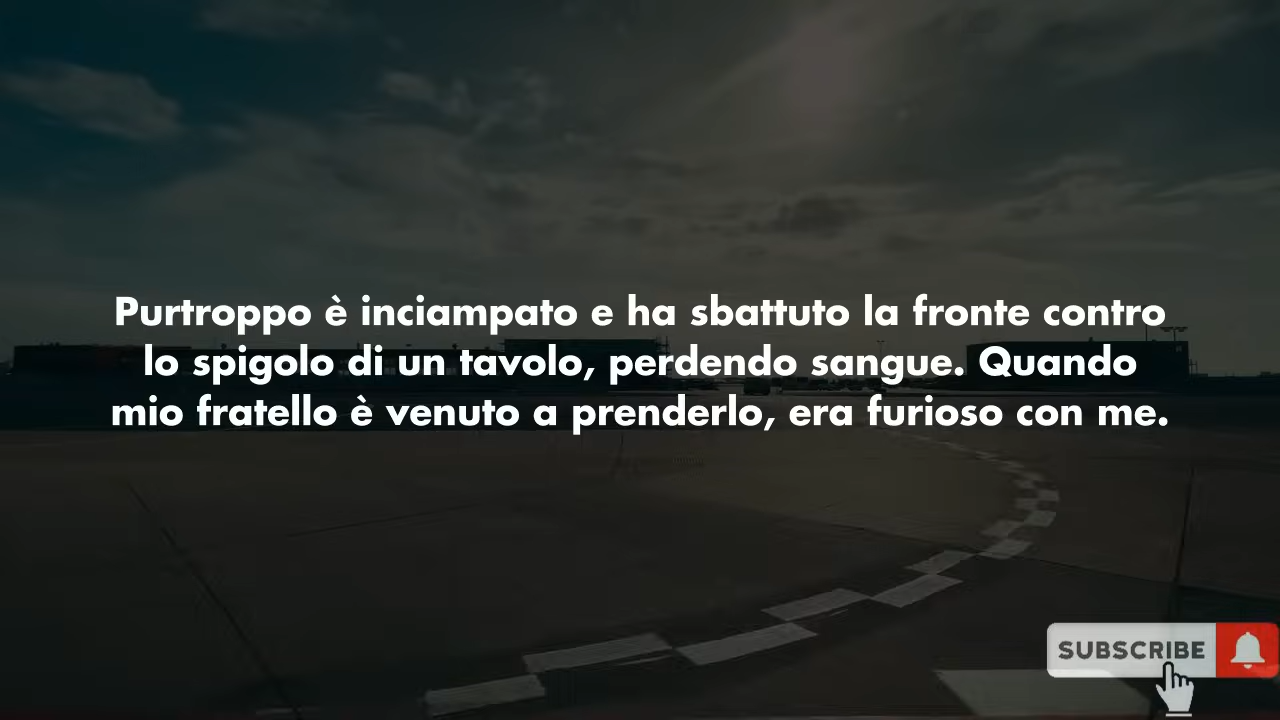 Purtroppo è inciampato e ha sbattuto la fronte contro
lo spigolo di un tavolo, perdendo sangue. Quando
mio fratello è venuto a prenderlo, era furioso con me.
SUBSCRIBE